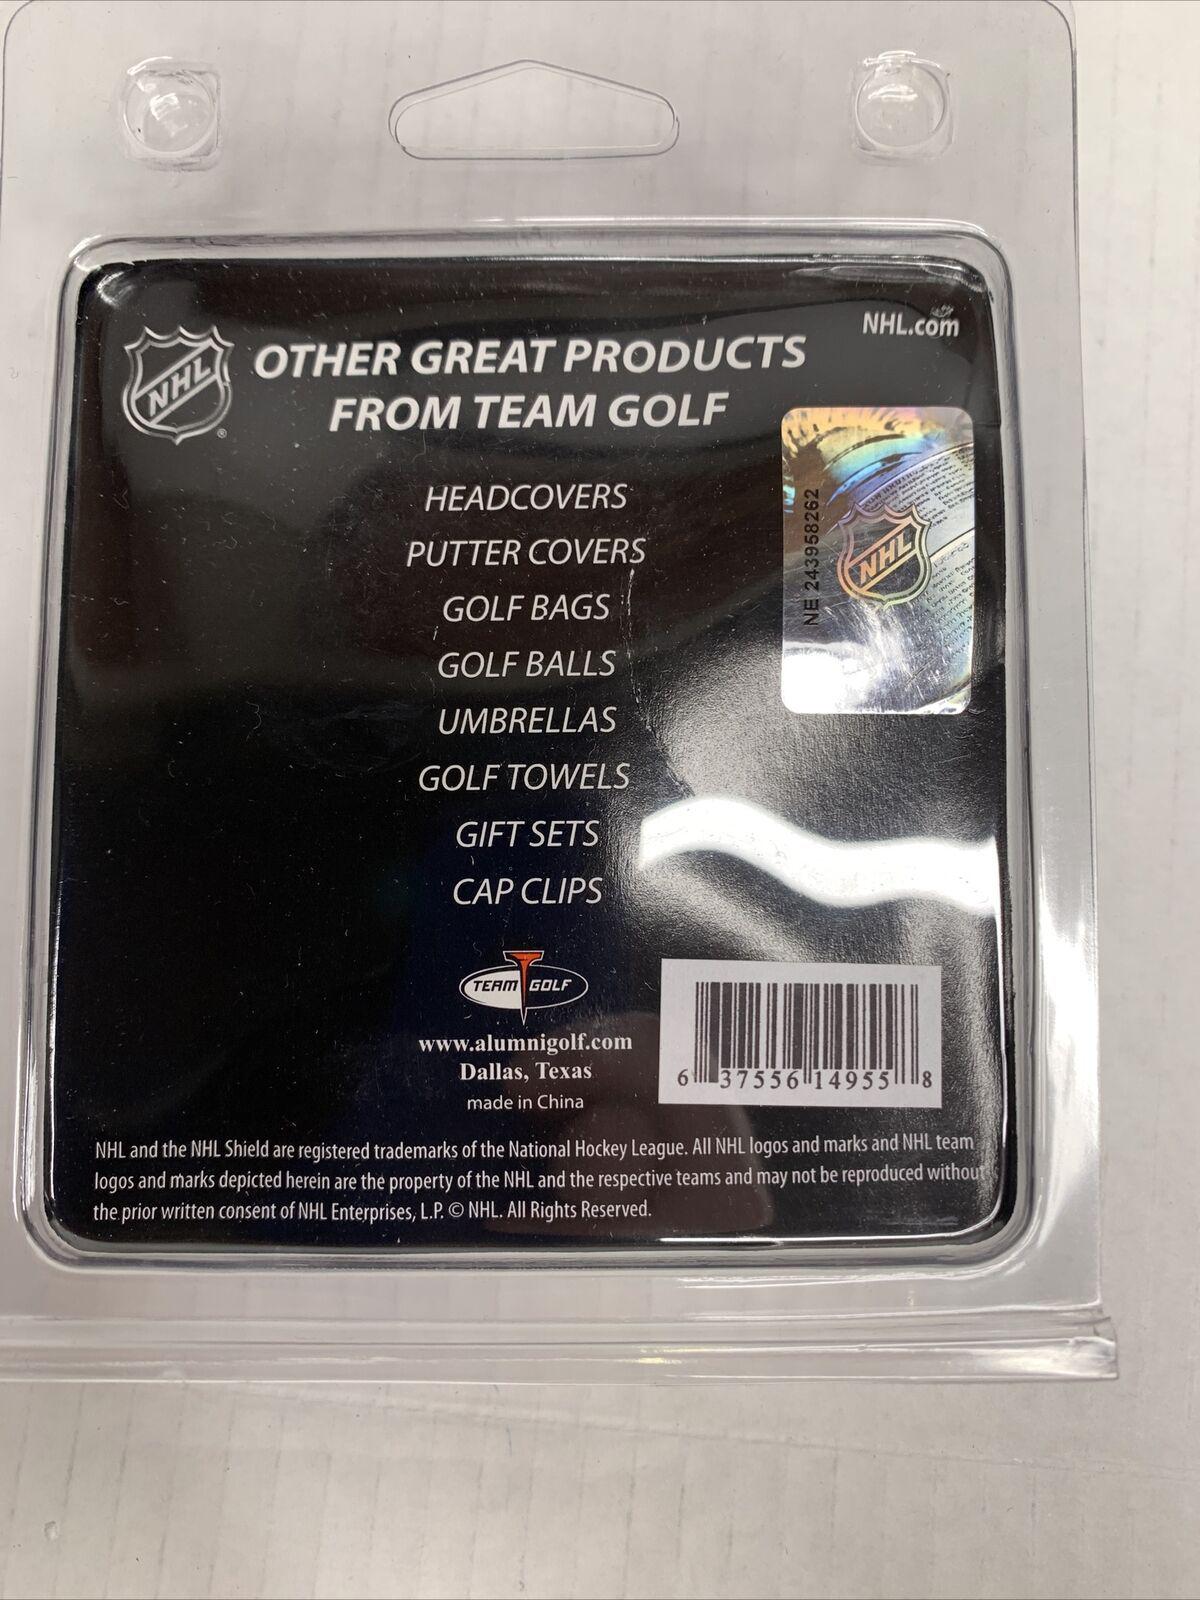 NHL.com
NHL
OTHER GREAT PRODUCTS
FROM TEAM GOLF
HEADCOVERS
PUTTER COVERS
GOLF BAGS
GOLF BALLS
UMBRELLAS
GOLF TOWELS
GIFT SETS
CAP CLIPS
NE 243958262
NHL
TEAM GOLF
www.alumnigolf.com
Dallas, Texas
made in China
6 37556 14955 8
NHL and the NHL Shield are registered trademarks of the National Hockey League. All NHL logos and marks and NHL team
logos and marks depicted herein are the property of the NHL and the respective teams and may not be reproduced without
the prior written consent of NHL Enterprises, L.P. © NHL. All Rights Reserved.